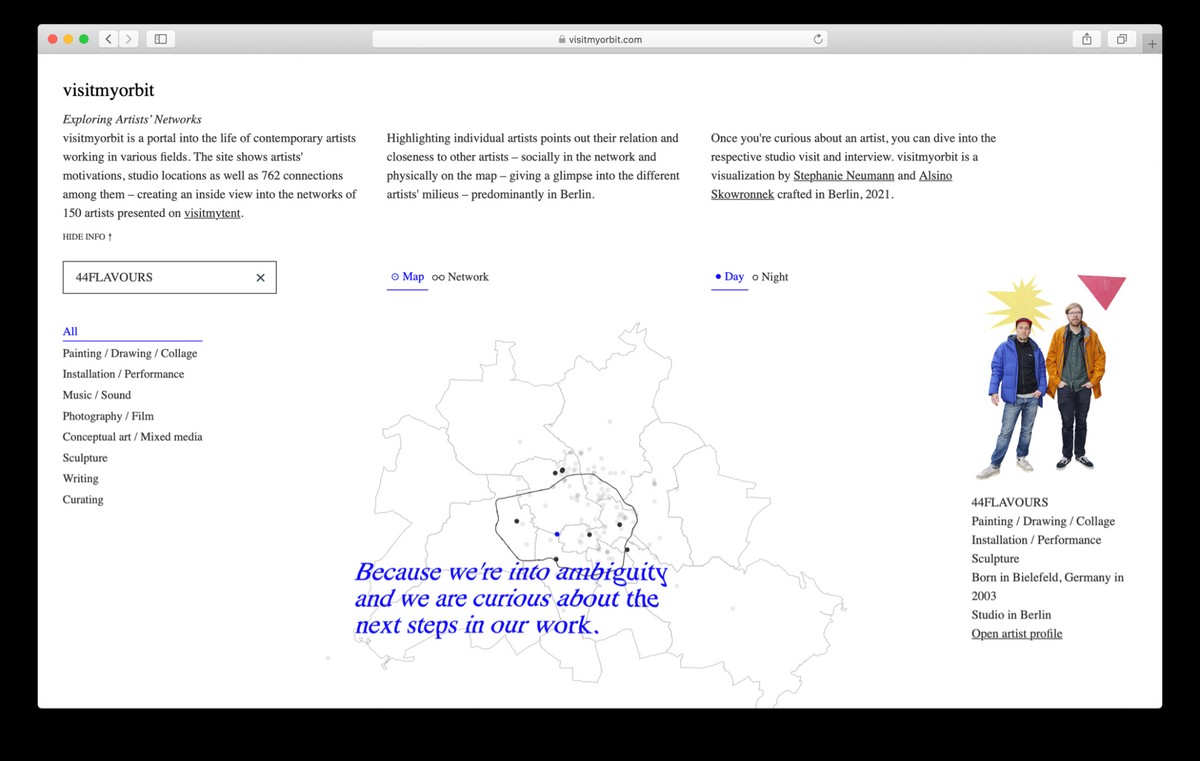 visitmyorbit.com
visitmyorbit
Exploring Artists' Networks
visitmyorbit is a portal into the life of contemporary artists
working in various fields. The site shows artists'
motivations, studio locations as well as 762 connections
among them – creating an inside view into the networks of
150 artists presented on visitmytent.
HIDE INFO ↑
Highlighting individual artists points out their relation and
closeness to other artists – socially in the network and
physically on the map – giving a glimpse into the different
artists' milieus – predominantly in Berlin.
Once you're curious about an artist, you can dive into the
respective studio visit and interview. visitmyorbit is a
visualization by Stephanie Neumann and Alsino
Skowronnek crafted in Berlin, 2021.
44FLAVOURS
Map Network
Day Night
All
Painting / Drawing / Collage
Installation / Performance
Music / Sound
Photography / Film
Conceptual art / Mixed media
Sculpture
Writing
Curating
Because we're into ambiguity
and we are curious about the
next steps in our work.
44FLAVOURS
Painting / Drawing / Collage
Installation / Performance
Sculpture
Born in Bielefeld, Germany in
2003
Studio in Berlin
Open artist profile